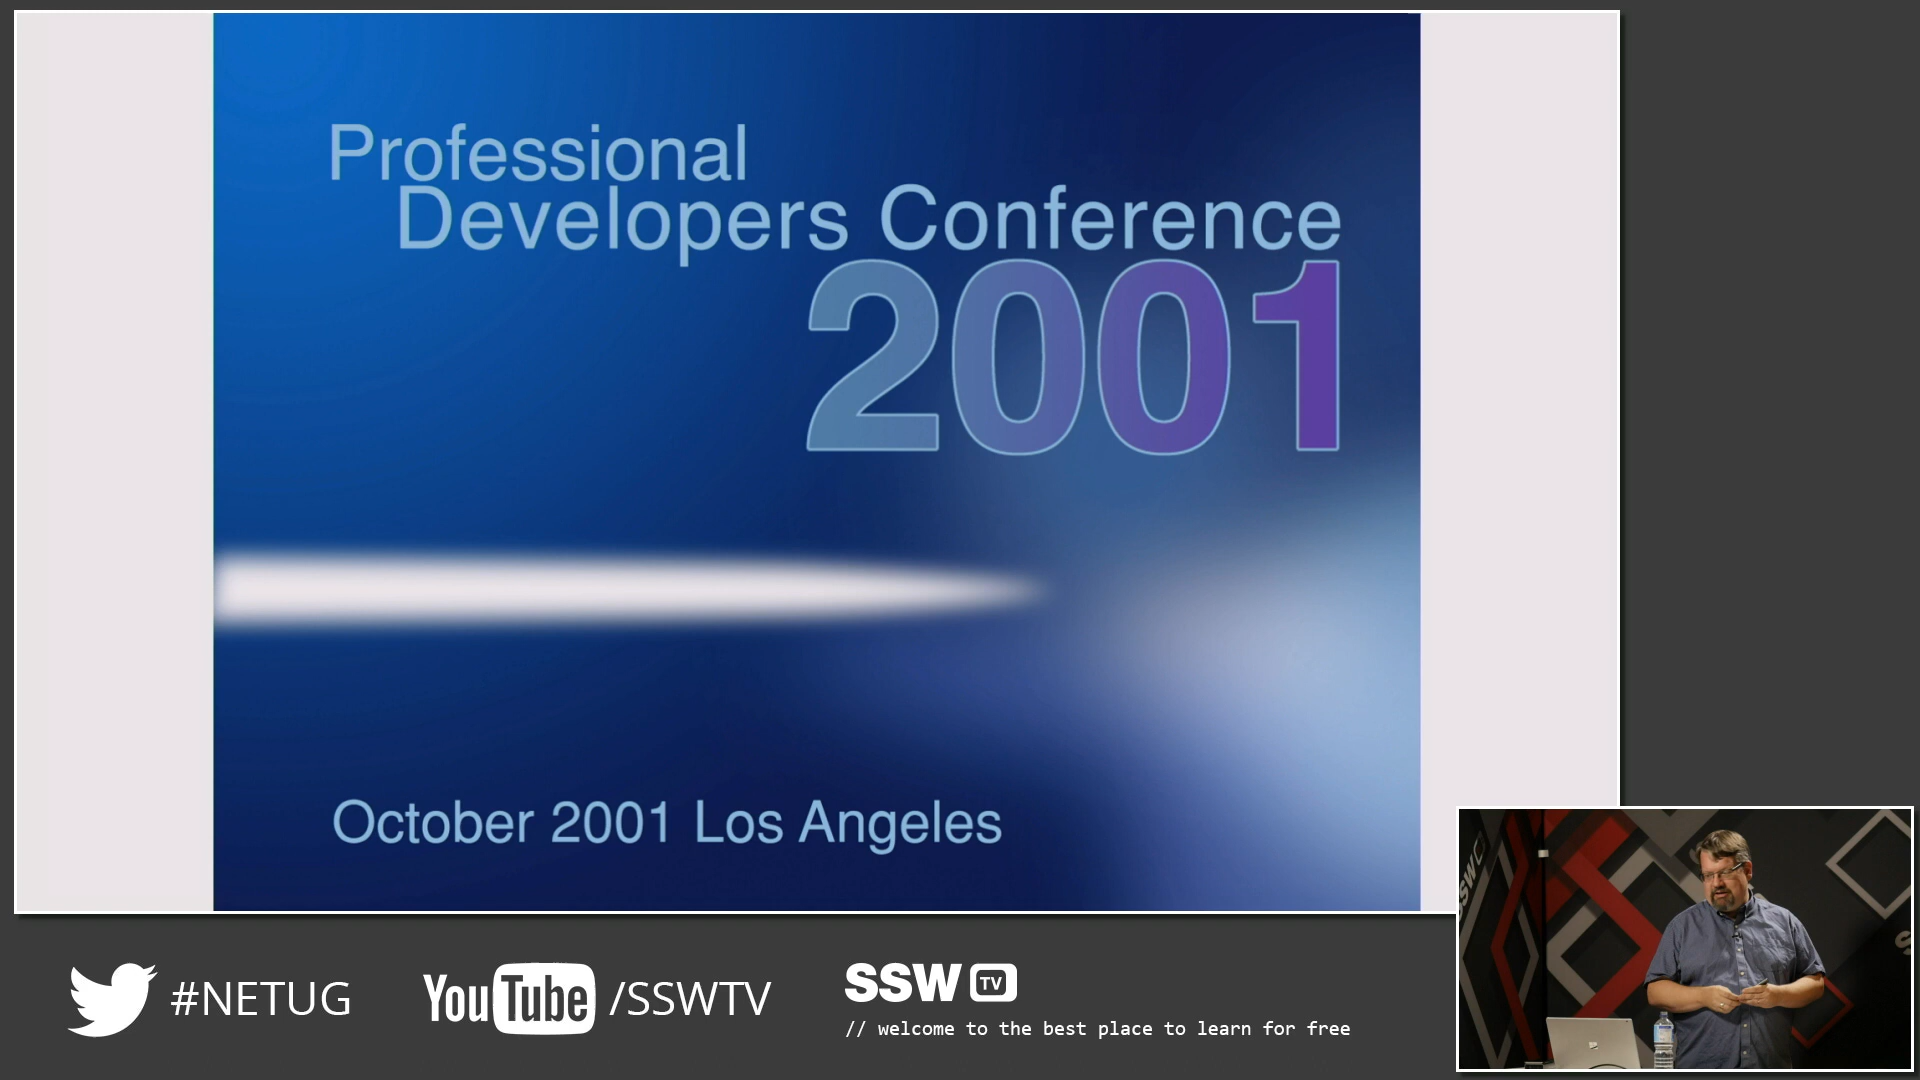 Professional
Developers Conference
2001
October 2001 Los Angeles
#NETUG
YouTube /SSWTV
SSW TV
// welcome to the best place to learn for free
SSW